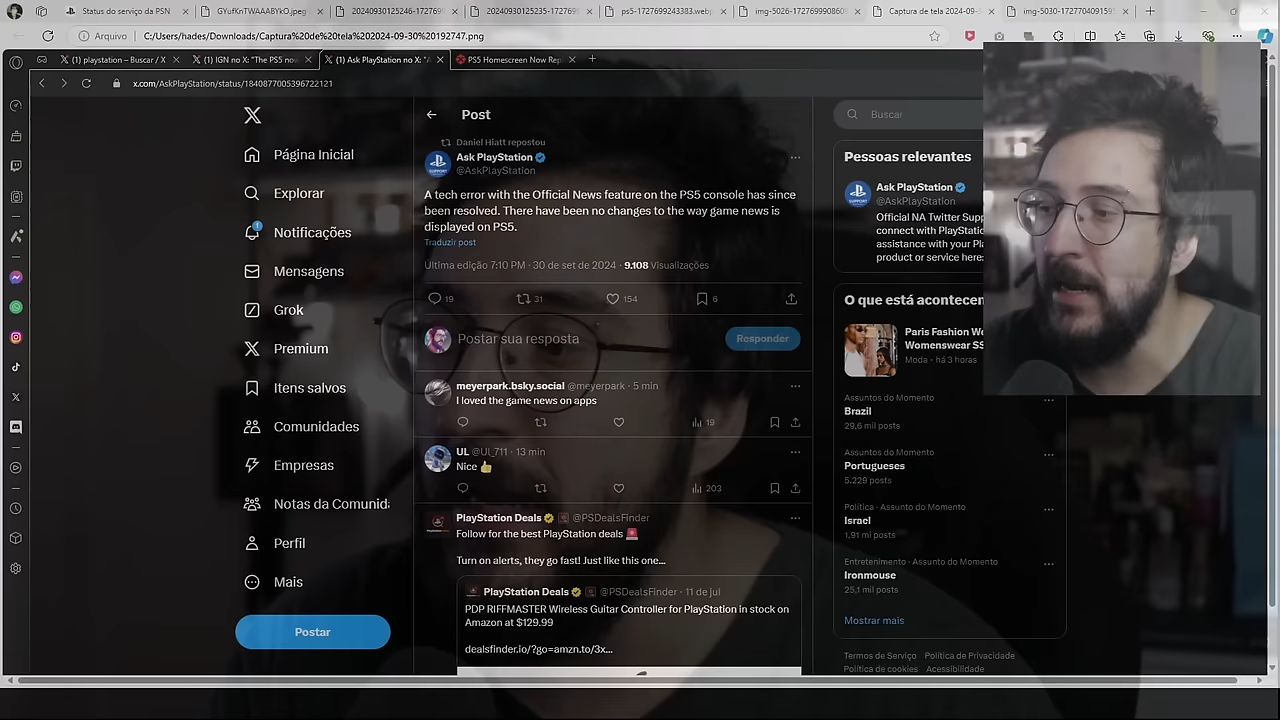 Status do serviço da PSN
GYufKnTWAAABYkO.jpeg
20240930125246-17276
20240930125235-172769
ps5-1727699243383.web
img-5026-172769990860
Captura de tela 2024-09-3
img-5030-172770409159
Arquivo
C:/Users/hades/Downloads/Captura%20de%20tela%202024-09-30%20192747.png
(1) playstation – Buscar / X
(1) IGN no X: "The PS5 now
(1) Ask PlayStation no X: "A
PS5 Homescreen Now Rep
x.com/AskPlayStation/status/1840877005396722121
Página Inicial
Explorar
1
Notificações
Mensagens
Grok
Premium
Itens salvos
Comunidades
Empresas
Notas da Comunid
Perfil
Mais
Postar
Post
Daniel Hiatt repostou
Ask PlayStation
@AskPlayStation
A tech error with the Official News feature on the PS5 console has since
been resolved. There have been no changes to the way game news is
displayed on PS5.
Traduzir post
Última edição 7:10 PM · 30 de set de 2024 · 9.108 Visualizações
19 31 154 6
Postar sua resposta
Responder
meyerpark.bsky.social @meyerpark · 5 min
I loved the game news on apps
19
UL @Ul_711 · 13 min
Nice 👍
203
PlayStation Deals @PSDealsFinder
Follow for the best PlayStation deals 🚨
Turn on alerts, they go fast! Just like this one...
PlayStation Deals @PSDealsFinder · 11 de jul
PDP RIFFMASTER Wireless Guitar Controller for PlayStation in stock on
Amazon at $129.99
dealsfinder.io/?go=amzn.to/3x...
Buscar
Pessoas relevantes
Ask PlayStation
@AskPlayStation
Official NA Twitter Supp
connect with PlayStatio
assistance with your Pl
product or service here:
O que está acontecen
Paris Fashion We
Womenswear SS
Moda · há 3 horas
Assuntos do Momento
Brazil
29,6 mil posts
Assuntos do Momento
Portugueses
5.229 posts
Política · Assunto do Momento
Israel
1,91 mi posts
Entretenimento · Assunto do Momento
Ironmouse
25,1 mil posts
Mostrar mais
Termos de Serviço Política de Privacidade
Política de cookies Acessibilidade